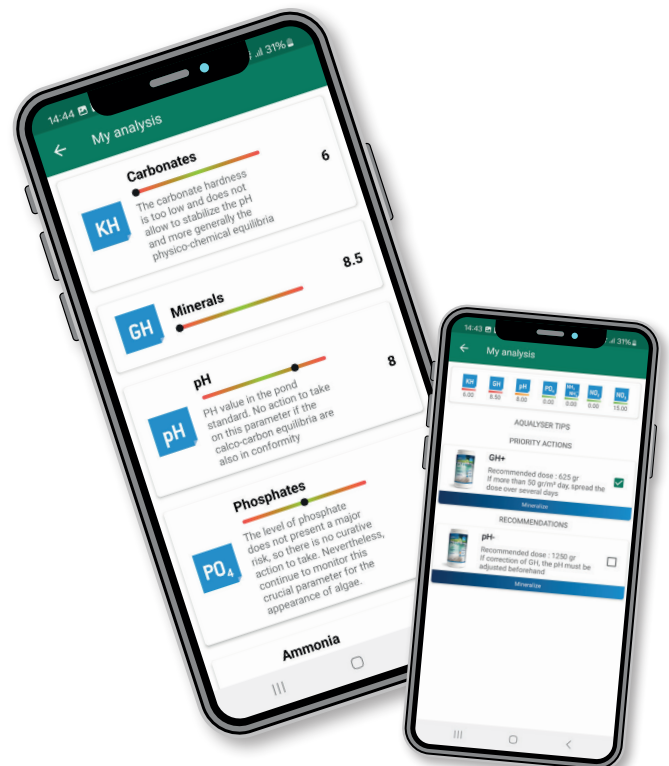 14:44
31%
My analysis
Carbonates
KH
6
The carbonate hardness
is too low and does not
allow to stabilize the pH
and more generally the
physico-chemical equilibria
GH
Minerals
8.5
pH
pH
8
PH value in the pond
standard. No action to take
on this parameter if the
calco-carbon equilibria are
also in conformity
Phosphates
PO4
The level of phosphate
does not present a major
risk, so there is no curative
action to take. Nevertheless,
continue to monitor this
crucial parameter for the
appearance of algae.
Ammonia
14:43
31%
My analysis
KH GH pH PO4 NH3 NO2 NO3
6.00 8.50 8.00 0.00 0.00 0.00 15.00
AQUALYSER TIPS
PRIORITY ACTIONS
GH+
Recommended dose : 625 gr
If more than 50 gr/m³ day, spread the
dose over several days
Mineralize
RECOMMENDATIONS
pH-
Recommended dose : 1250 gr
If correction of GH, the pH must be
adjusted beforehand
Mineralize